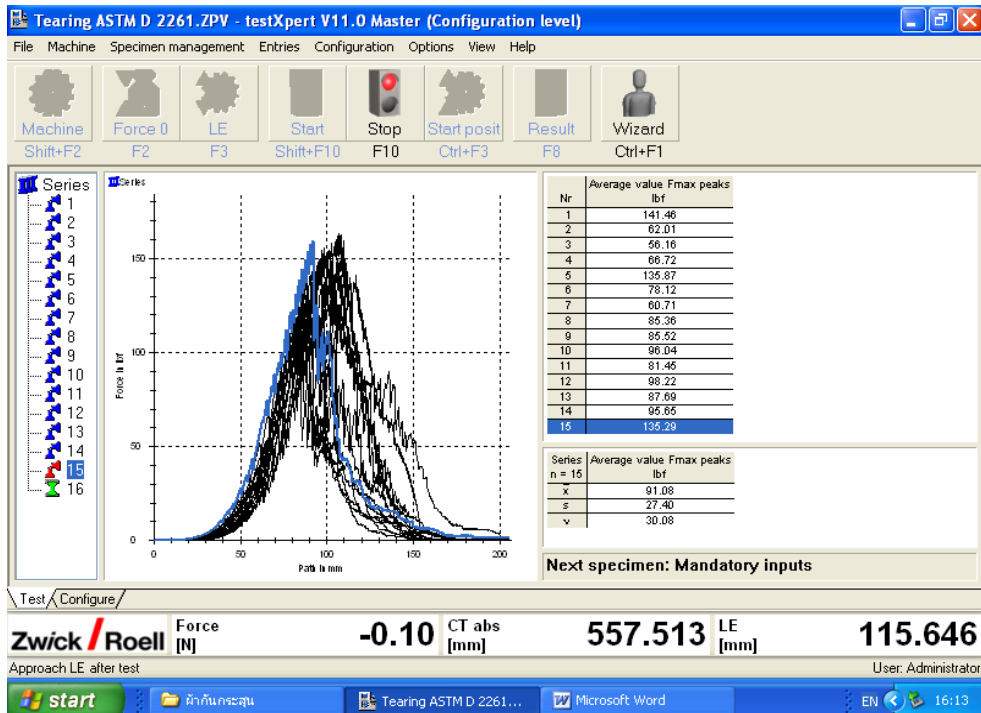 Tearing ASTM D 2261.ZPV - testXpert V11.0 Master (Configuration level)
File Machine Specimen management Entries Configuration Options View Help
Machine Force 0 LE Start Stop Start posit Result Wizard
Shift+F2 F2 F3 Shift+F10 F10 Ctrl+F3 F8 Ctrl+F1
Series
1
2
3
4
5
6
7
8
9
10
11
12
13
14
15
16
Series
Force in lbf
150
100
50
0
0 50 100 150 200
Path in mm
Nr Average value Fmax peaks lbf
1 141.46
2 62.01
3 56.16
4 66.72
5 135.87
6 78.12
7 60.71
8 85.36
9 85.52
10 96.04
11 81.45
12 98.22
13 87.69
14 95.65
15 135.29
Series Average value Fmax peaks
n = 15 lbf
x̄ 91.08
s 27.40
ν 30.08
Next specimen: Mandatory inputs
Test Configure
Zwick / Roell Force [N] -0.10 CT abs [mm] 557.513 LE [mm] 115.646
Approach LE after test User: Administrator
start ผ้ากันกระสุน Tearing ASTM D 2261... Microsoft Word EN 16:13